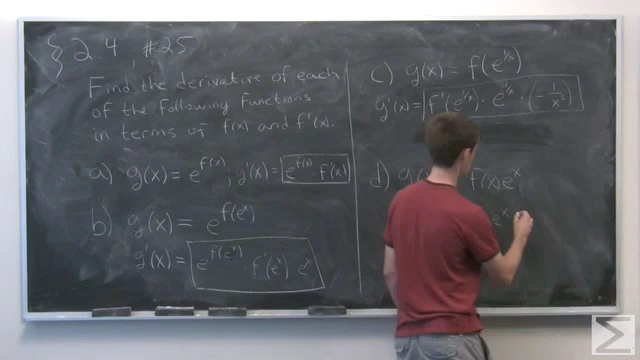 § 2.4, #25
Find the derivative of each
of the following functions
in terms of f(x) and f'(x).
a) g(x) = e^{f(x)}, g'(x) = e^{f(x)} · f'(x)
b) g(x) = e^{f(e^x)}
g'(x) = e^{f(e^x)} · f'(e^x) · e^x
c) g(x) = f(e^{1/x})
g'(x) = f'(e^{1/x}) · e^{1/x} · (-1/x²)
d) g( f(x)e^x
e^x
Σ